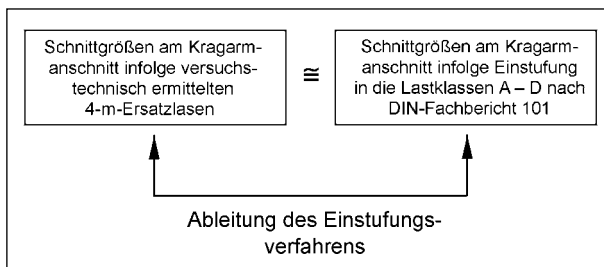 Schnittgrößen am Kragarm-
anschnitt infolge versuchs-
technisch ermittelten
4-m-Ersatzlasen
≅
Schnittgrößen am Kragarm-
anschnitt infolge Einstufung
in die Lastklassen A – D nach
DIN-Fachbericht 101
Ableitung des Einstufungs-
verfahrens